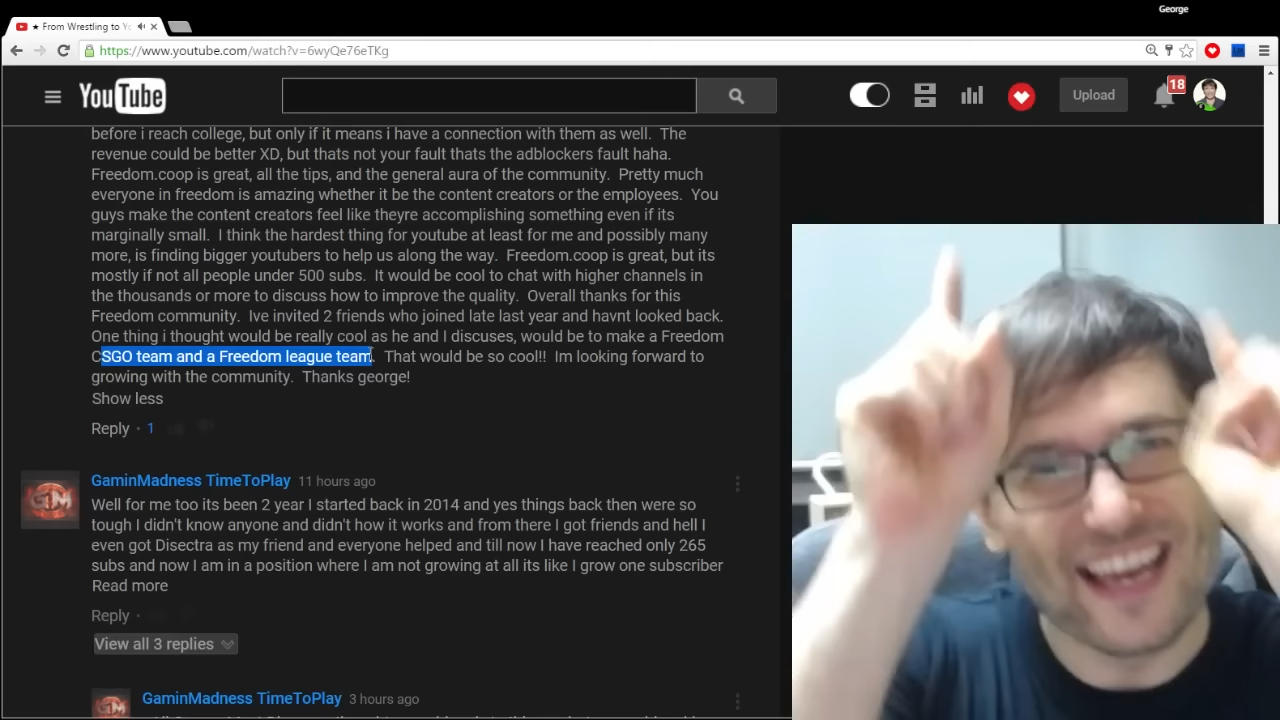 George
★ From Wrestling to Yo
https://www.youtube.com/watch?v=6wyQe76eTKg
YouTube
Upload
18
before i reach college, but only if it means i have a connection with them as well. The
revenue could be better XD, but thats not your fault thats the adblockers fault haha.
Freedom.coop is great, all the tips, and the general aura of the community. Pretty much
everyone in freedom is amazing whether it be the content creators or the employees. You
guys make the content creators feel like theyre accomplishing something even if its
marginally small. I think the hardest thing for youtube at least for me and possibly many
more, is finding bigger youtubers to help us along the way. Freedom.coop is great, but its
mostly if not all people under 500 subs. It would be cool to chat with higher channels in
the thousands or more to discuss how to improve the quality. Overall thanks for this
Freedom community. Ive invited 2 friends who joined late last year and havnt looked back.
One thing i thought would be really cool as he and I discuses, would be to make a Freedom
CSGO team and a Freedom league team. That would be so cool!! Im looking forward to
growing with the community. Thanks george!
Show less
Reply · 1
GaminMadness TimeToPlay 11 hours ago
GM
Well for me too its been 2 year I started back in 2014 and yes things back then were so
tough I didn't know anyone and didn't how it works and from there I got friends and hell I
even got Disectra as my friend and everyone helped and till now I have reached only 265
subs and now I am in a position where I am not growing at all its like I grow one subscriber
Read more
Reply ·
View all 3 replies
GaminMadness TimeToPlay 3 hours ago